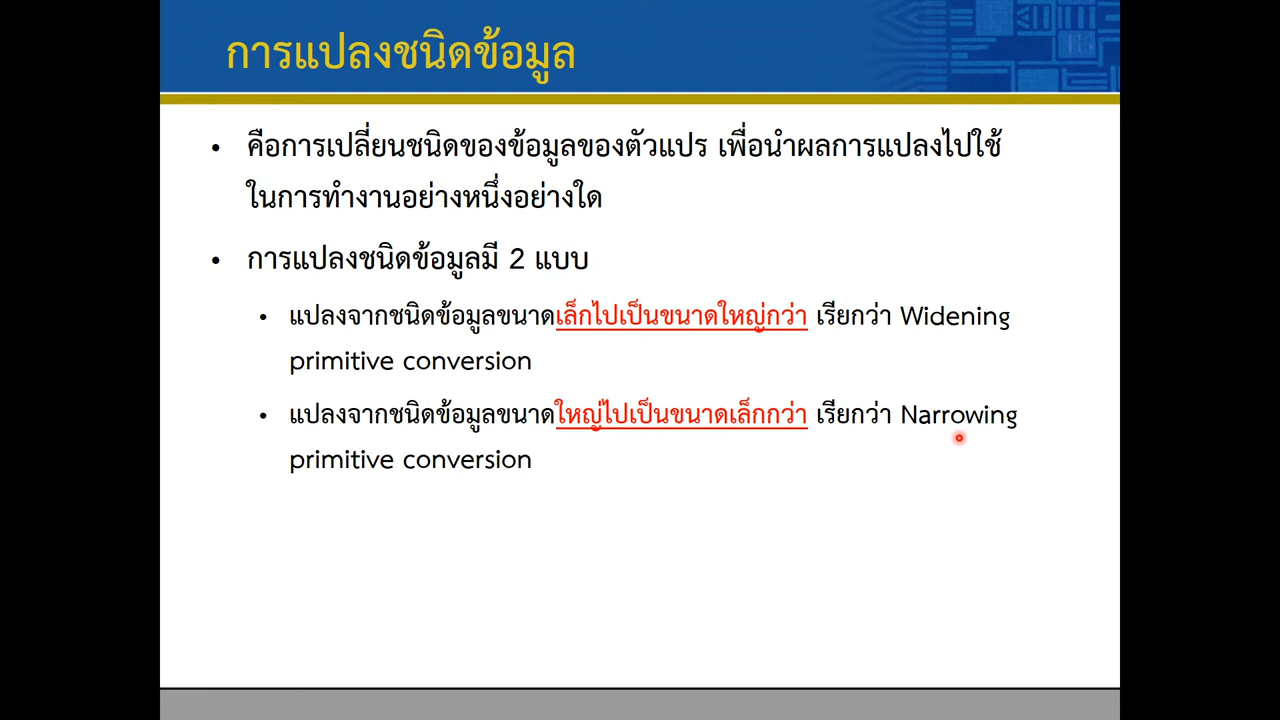 การแปลงชนิดข้อมูล
• คือการเปลี่ยนชนิดของข้อมูลของตัวแปร เพื่อนำผลการแปลงไปใช้
ในการทำงานอย่างหนึ่งอย่างใด
• การแปลงชนิดข้อมูลมี 2 แบบ
• แปลงจากชนิดข้อมูลขนาดเล็กไปเป็นขนาดใหญ่กว่า เรียกว่า Widening
primitive conversion
• แปลงจากชนิดข้อมูลขนาดใหญ่ไปเป็นขนาดเล็กกว่า เรียกว่า Narrowing
primitive conversion